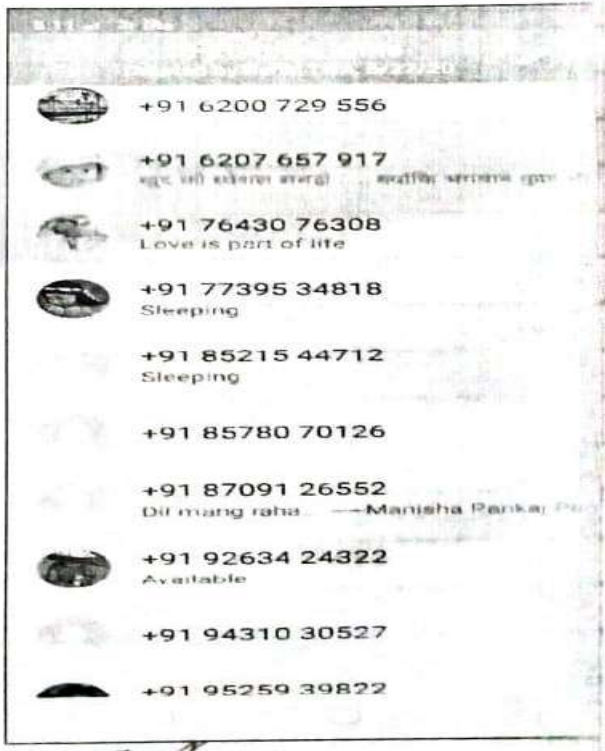 +91 6200 729 556
+91 6207 657 917
खुद
+91 76430 76308
Love is part of life
+91 77395 34818
Sleeping
+91 85215 44712
Sleeping
+91 85780 70126
+91 87091 26552
Dil mang raha.. ---Manisha Pankaj
+91 92634 24322
Available
+91 94310 30527
+91 95259 39822